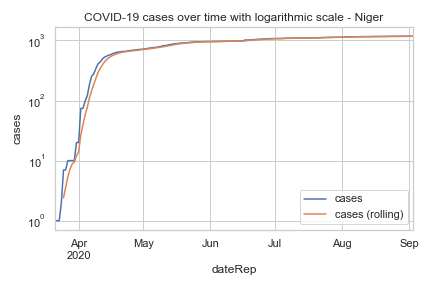 COVID-19 cases over time with logarithmic scale - Niger
cases
10³
10²
10¹
10⁰
cases
cases (rolling)
Apr
2020
May
Jun
Jul
Aug
Sep
dateRep